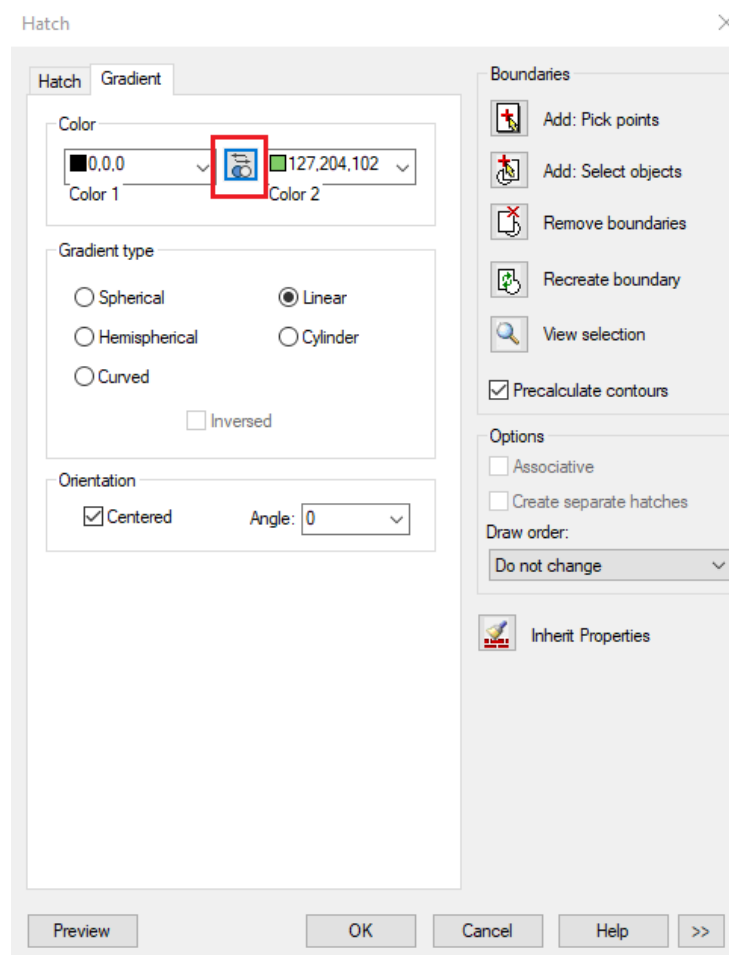 Hatch
Hatch Gradient
Color
0,0,0
127,204,102
Color 1
Color 2
Gradient type
Spherical
Linear
Hemispherical
Cylinder
Curved
Inversed
Orientation
Centered
Angle: 0
Boundaries
Add: Pick points
Add: Select objects
Remove boundaries
Recreate boundary
View selection
Precalculate contours
Options
Associative
Create separate hatches
Draw order:
Do not change
Inherit Properties
Preview
OK
Cancel
Help
>>